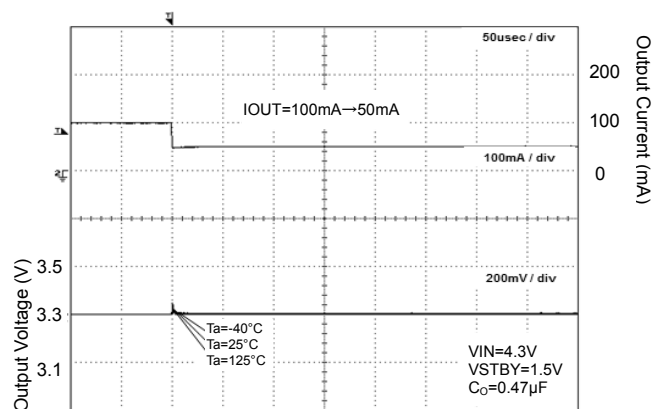 50usec / div
Output Current (mA)
200
IOUT=100mA→50mA
100
100mA / div
0
Output Voltage (V)
3.5
200mV / div
3.3
Ta=-40°C
Ta=25°C
Ta=125°C
3.1
VIN=4.3V
VSTBY=1.5V
CO=0.47µF